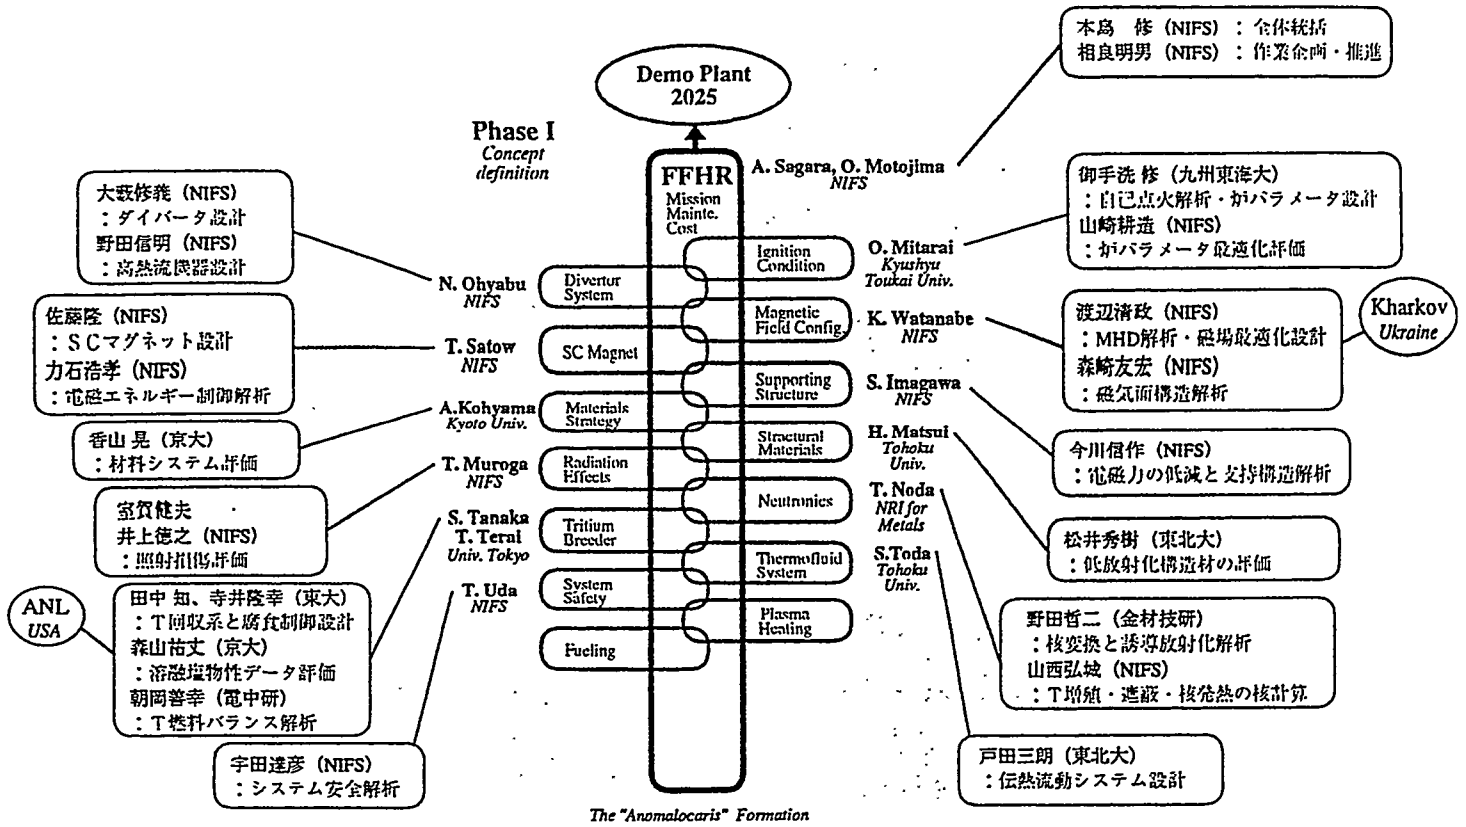 本島 修 (NIFS) : 全体統括
相良明男 (NIFS) : 作業企画・推進
Demo Plant
2025
Phase I
Concept
definition
FFHR
Mission
Mainte.
Cost
A. Sagara, O. Motojima
NIFS
大薮修義 (NIFS)
: ダイバータ設計
野田信明 (NIFS)
: 高熱流機器設計
N. Ohyabu
NIFS
Divertor
System
Ignition
Condition
O. Mitarai
Kyushyu
Toukai Univ.
御手洗 修 (九州東海大)
: 自己点火解析・炉パラメータ設計
山崎耕造 (NIFS)
: 炉パラメータ最適化評価
佐藤隆 (NIFS)
: SCマグネット設計
力石浩孝 (NIFS)
: 電磁エネルギー制御解析
T. Satow
NIFS
SC Magnet
Magnetic
Field Config.
K. Watanabe
NIFS
渡辺清政 (NIFS)
: MHD解析・磁場最適化設計
森崎友宏 (NIFS)
: 磁気面構造解析
Kharkov
Ukraine
香山 晃 (京大)
: 材料システム評価
A.Kohyama
Kyoto Univ.
Materials
Strategy
Supporting
Structure
S. Imagawa
NIFS
今川信作 (NIFS)
: 電磁力の低減と支持構造解析
室賀健夫
井上徳之 (NIFS)
: 照射損傷評価
T. Muroga
NIFS
Radiation
Effects
Structural
Materials
H. Matsui
Tohoku
Univ.
松井秀樹 (東北大)
: 低放射化構造材の評価
ANL
USA
田中 知、寺井隆幸 (東大)
: T回収系と腐食制御設計
森山裕丈 (京大)
: 溶融塩物性データ評価
朝岡善幸 (電中研)
: T燃料バランス解析
S. Tanaka
T. Terai
Univ. Tokyo
Tritium
Breeder
Neutronics
T. Noda
NRI for
Metals
野田哲二 (金材技研)
: 核変換と誘導放射化解析
山西弘城 (NIFS)
: T増殖・遮蔽・核発熱の核計算
宇田達彦 (NIFS)
: システム安全解析
T. Uda
NIFS
System
Safety
Thermofluid
System
S.Toda
Tohoku
Univ.
戸田三朗 (東北大)
: 伝熱流動システム設計
Fueling
Plasma
Heating
The "Anomalocaris" Formation